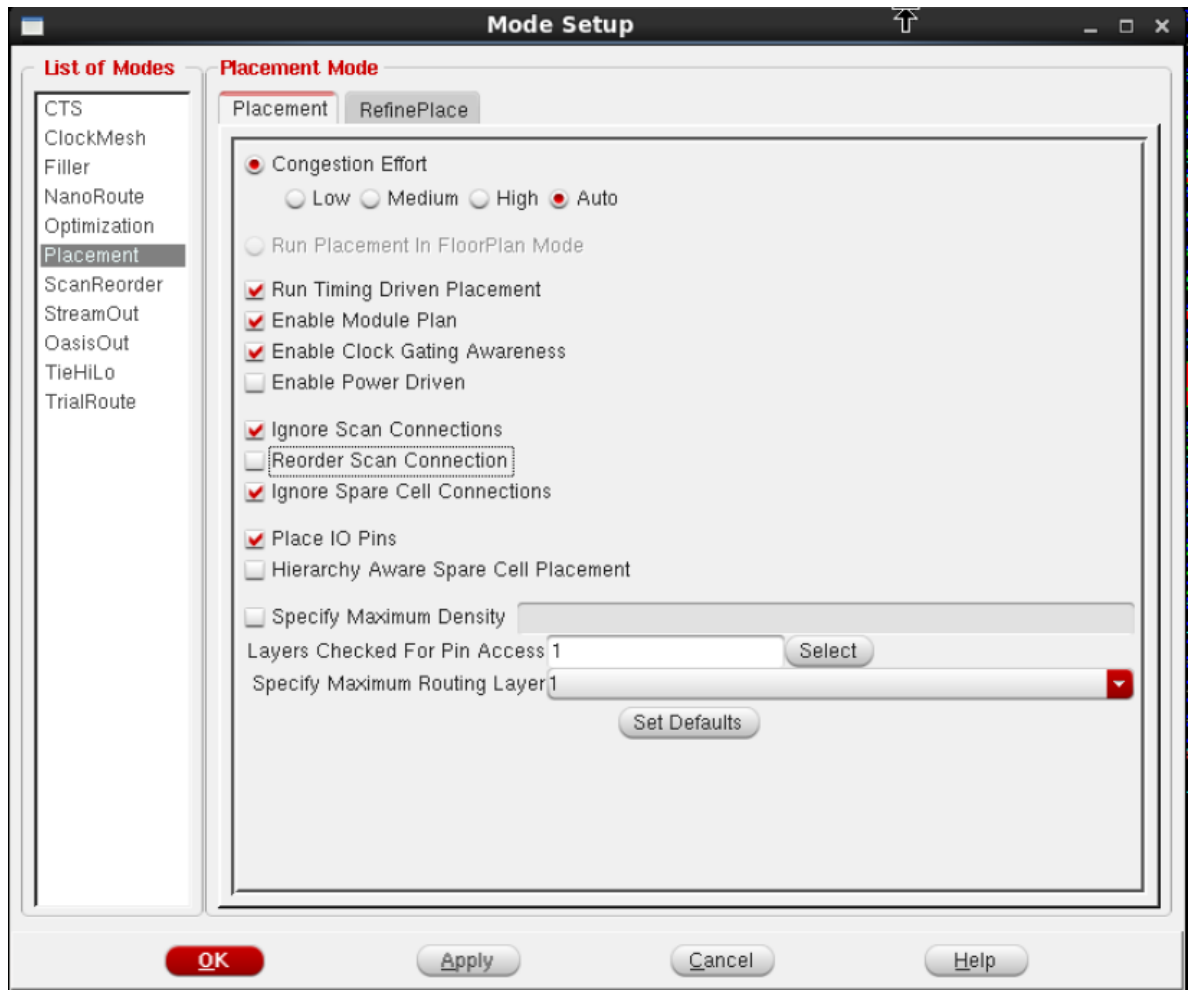 Mode Setup
List of Modes
CTS
ClockMesh
Filler
NanoRoute
Optimization
Placement
ScanReorder
StreamOut
OasisOut
TieHiLo
TrialRoute
Placement Mode
Placement RefinePlace
Congestion Effort
Low Medium High Auto
Run Placement In FloorPlan Mode
Run Timing Driven Placement
Enable Module Plan
Enable Clock Gating Awareness
Enable Power Driven
Ignore Scan Connections
Reorder Scan Connection
Ignore Spare Cell Connections
Place IO Pins
Hierarchy Aware Spare Cell Placement
Specify Maximum Density
Layers Checked For Pin Access 1 Select
Specify Maximum Routing Layer 1
Set Defaults
OK Apply Cancel Help